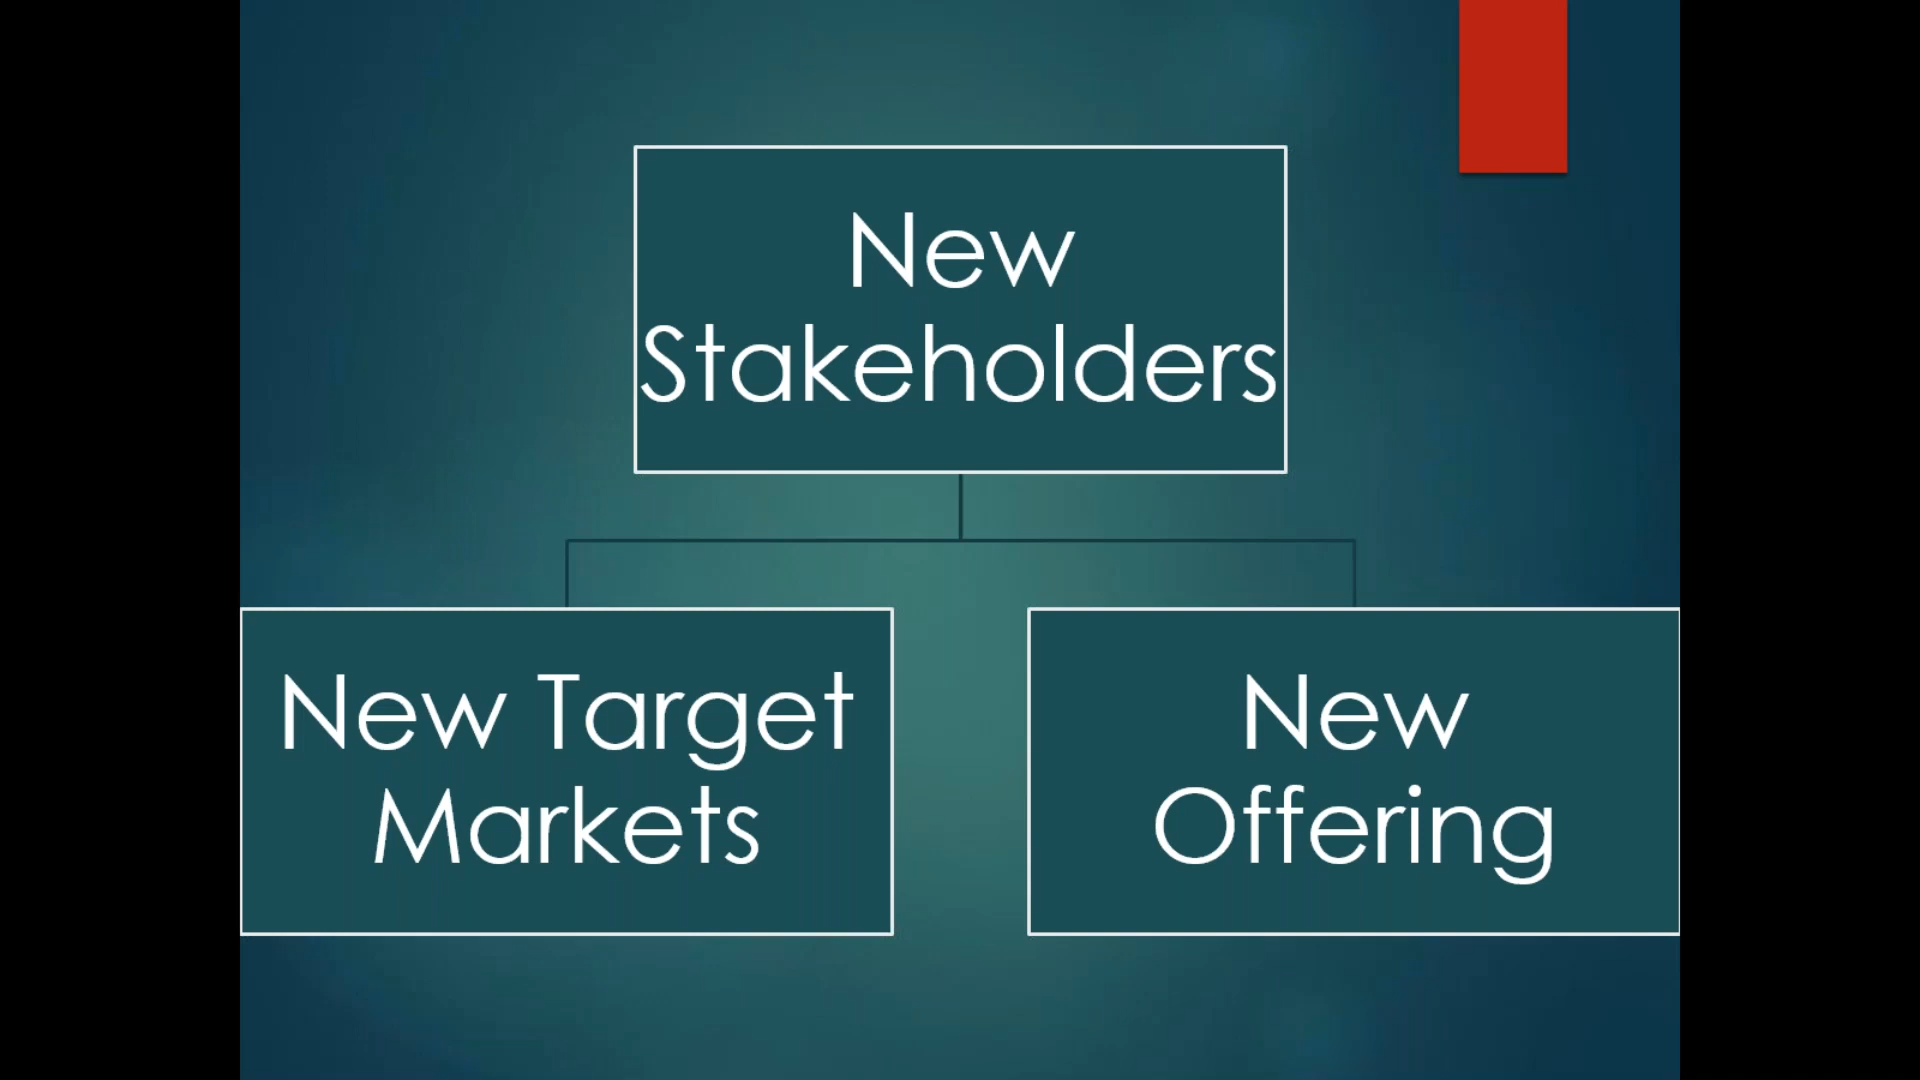 New
Stakeholders
New Target
Markets
New
Offering